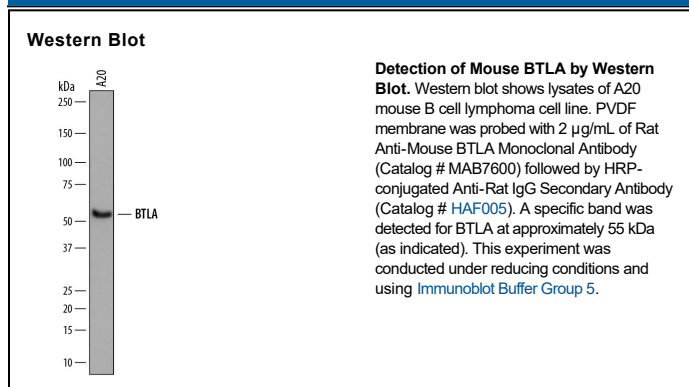 Western Blot
kDa
A20
250
150
100
75
50
37
25
20
15
10
BTLA
Detection of Mouse BTLA by Western
Blot. Western blot shows lysates of A20
mouse B cell lymphoma cell line. PVDF
membrane was probed with 2 µg/mL of Rat
Anti-Mouse BTLA Monoclonal Antibody
(Catalog # MAB7600) followed by HRP-
conjugated Anti-Rat IgG Secondary Antibody
(Catalog # HAF005). A specific band was
detected for BTLA at approximately 55 kDa
(as indicated). This experiment was
conducted under reducing conditions and
using Immunoblot Buffer Group 5.